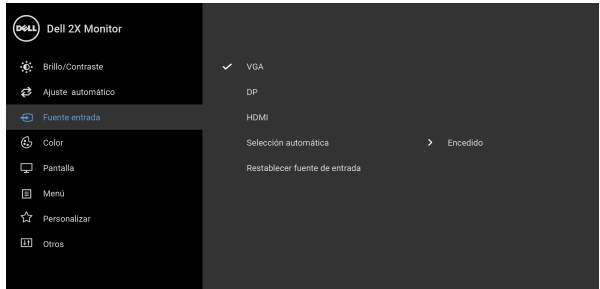 DELL Dell 2X Monitor
Brillo/Contraste
VGA
Ajuste automático
DP
Fuente entrada
HDMI
Color
Selección automática Encedido
Pantalla
Restablecer fuente de entrada
Menú
Personalizar
Otros